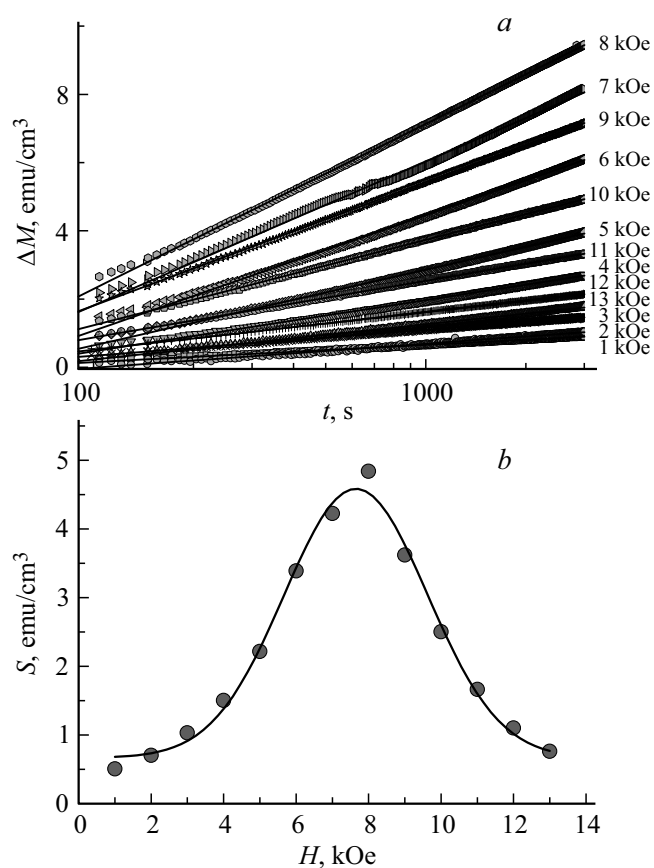 a
8
4
0
ΔM, emu/cm³
8 kOe
7 kOe
9 kOe
6 kOe
10 kOe
5 kOe
11 kOe
4 kOe
12 kOe
13 kOe
3 kOe
2 kOe
1 kOe
100
1000
t, s
b
5
4
3
2
1
0
S, emu/cm³
0 2 4 6 8 10 12 14
H, kOe